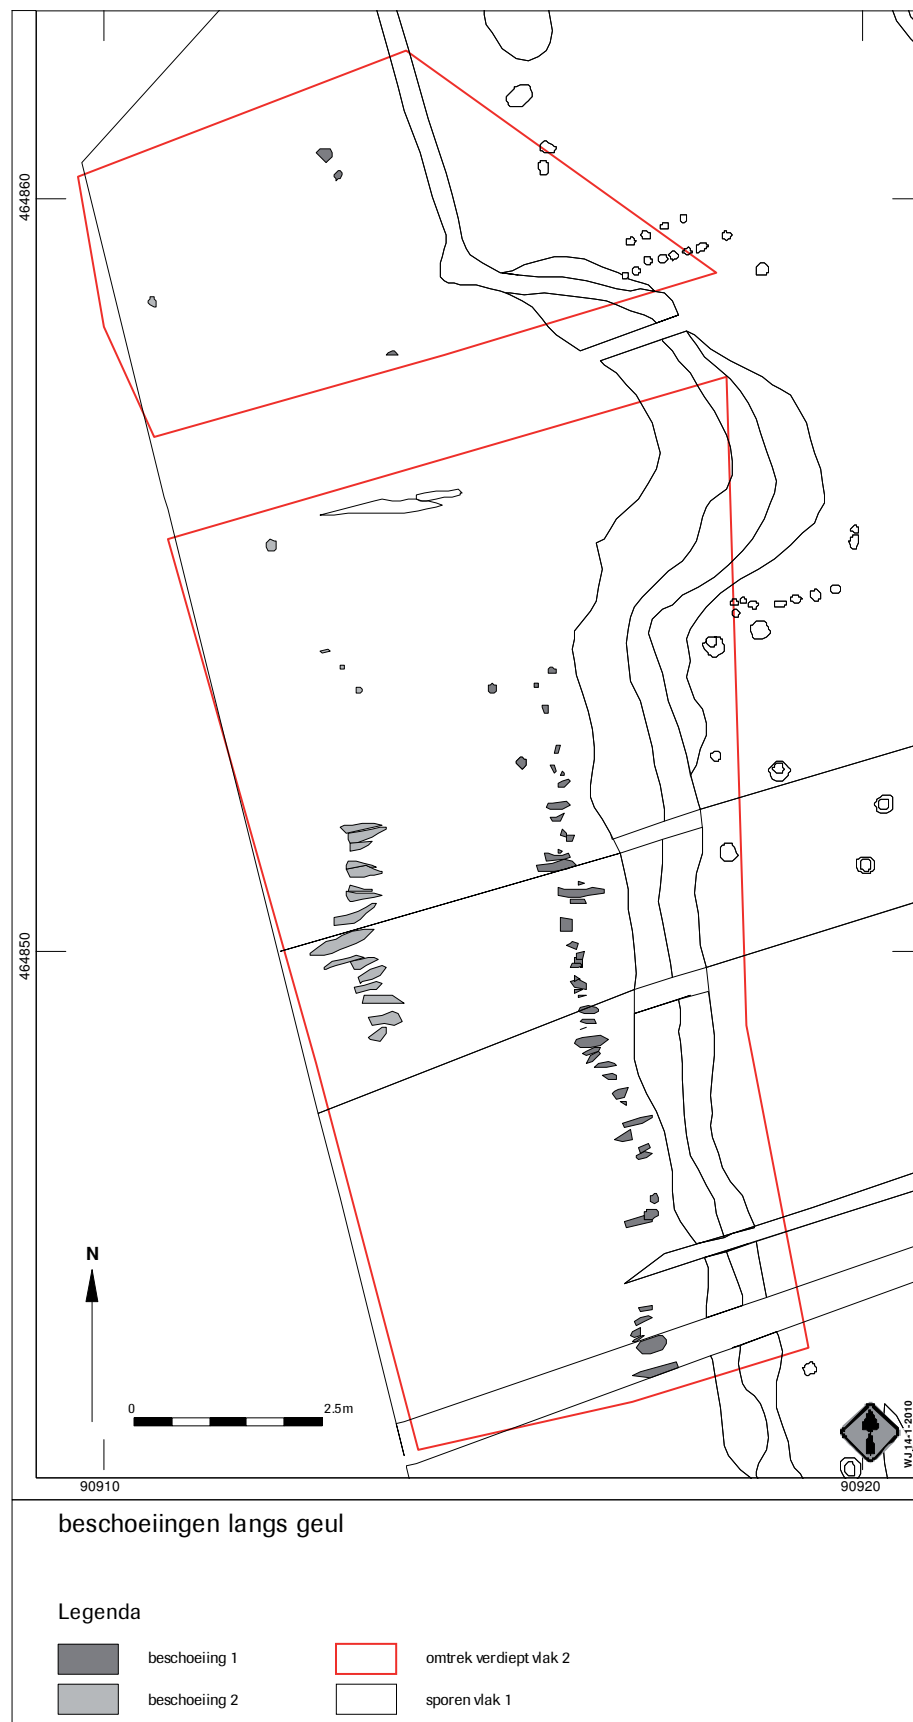 464860
464850
N
0 2.5m
WJ,14-1-2010
90910 90920
beschoeiingen langs geul
Legenda
beschoeiing 1 omtrek verdiept vlak 2
beschoeiing 2 sporen vlak 1